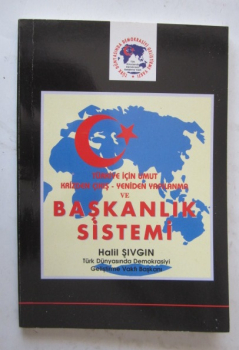 TÜRKİYE İÇİN UMUT
KRİZDEN ÇIKIŞ - YENİDEN YAPILANMA
VE
BAŞKANLIK
SİSTEMİ
Halil ŞIVGIN
Türk Dünyasında Demokrasiyi
Geliştirme Vakfı Başkanı